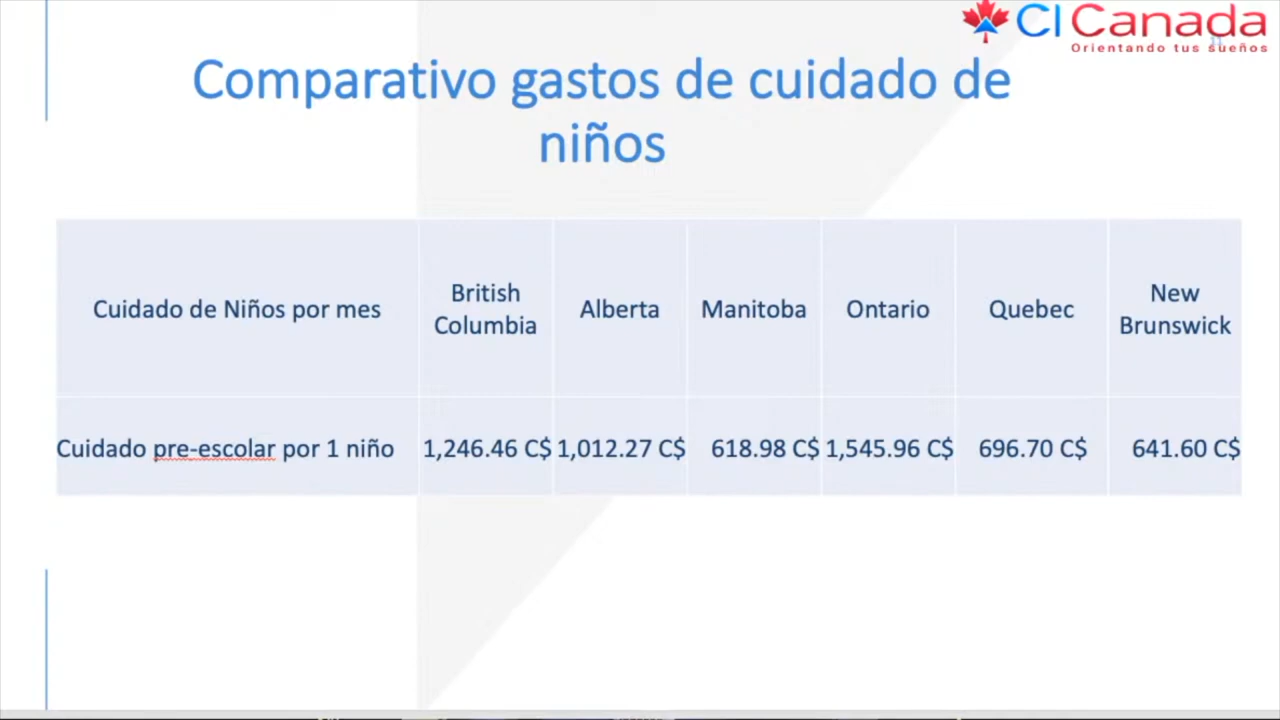 CI Canada
Orientando tus sueños
Comparativo gastos de cuidado de
niños
Cuidado de Niños por mes
British
Columbia
Alberta
Manitoba
Ontario
Quebec
New
Brunswick
Cuidado pre-escolar por 1 niño
1,246.46 C$
1,012.27 C$
618.98 C$
1,545.96 C$
696.70 C$
641.60 C$